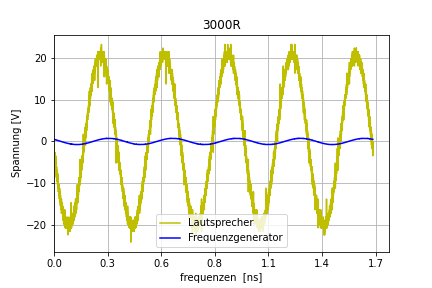 3000R
Spannung [V]
20
10
0
−10
−20
Lautsprecher
Frequenzgenerator
0.0 0.3 0.6 0.8 1.1 1.4 1.7
frequenzen [ns]